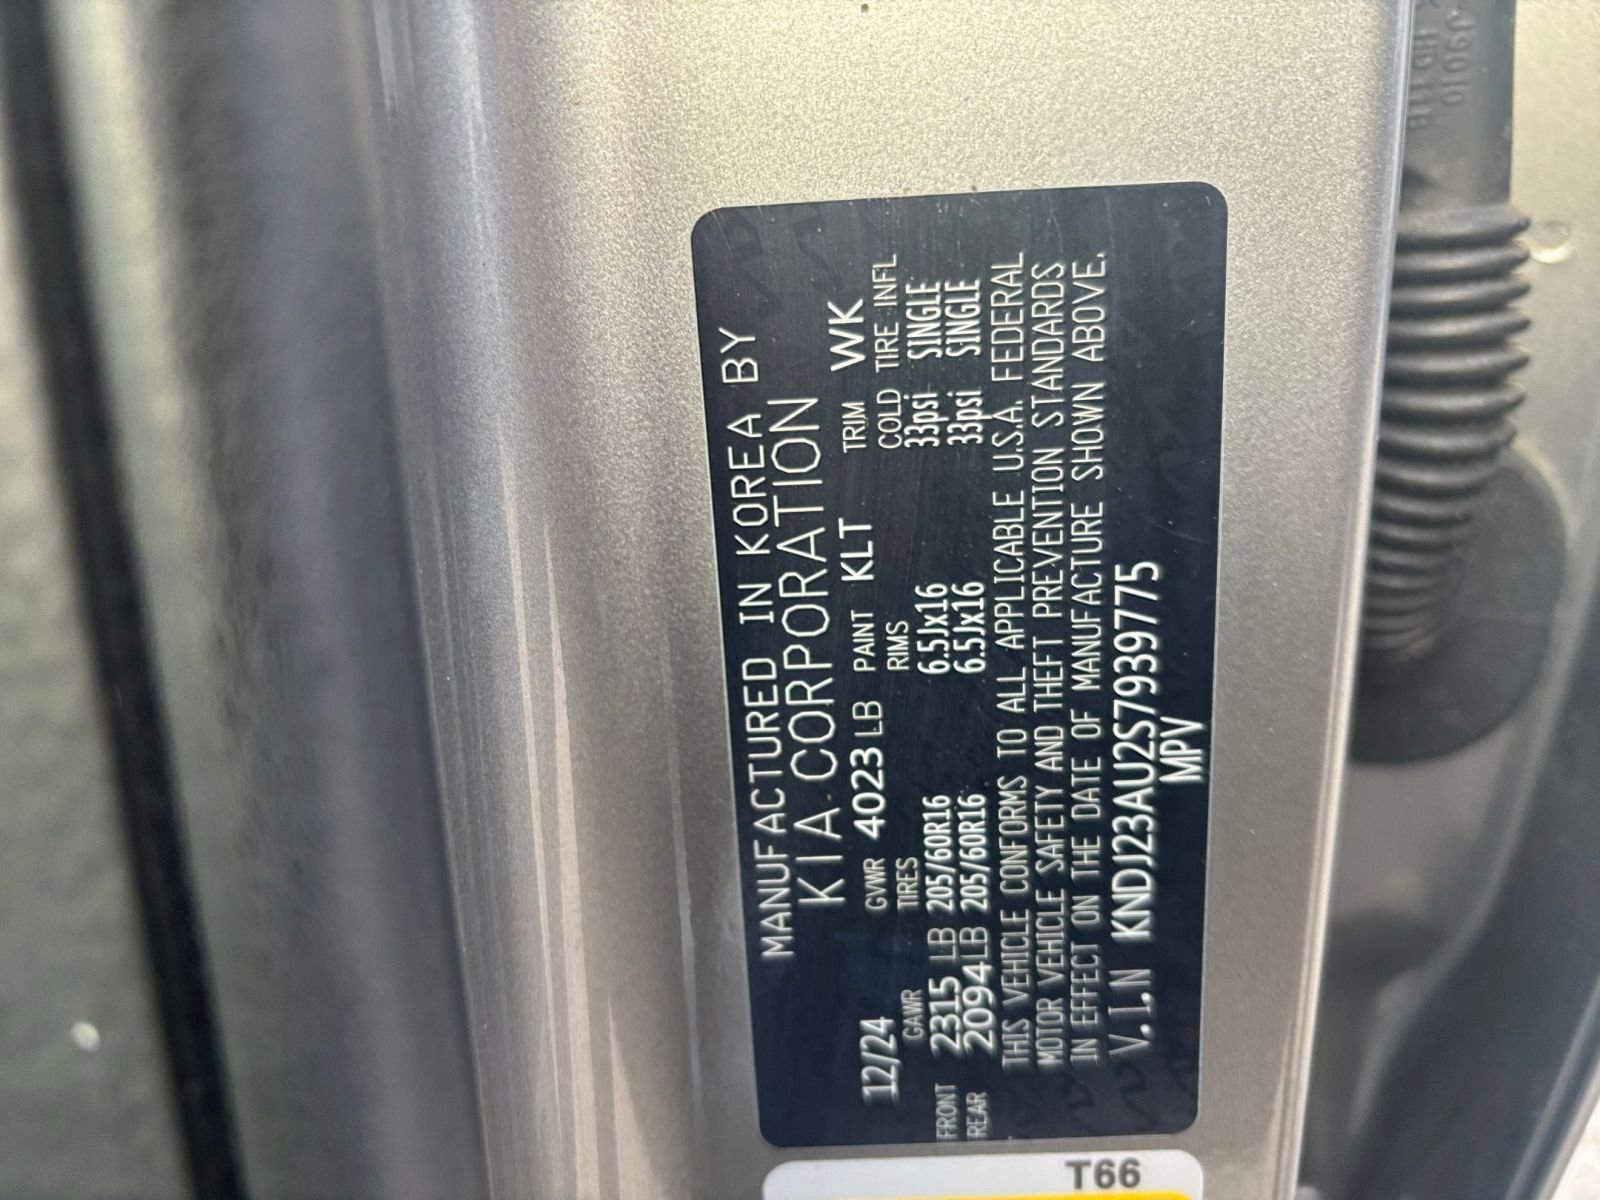 MANUFACTURED IN KOREA BY
KIA CORPORATION
12/24 GVWR 4023 LB PAINT KLT TRIM WK
GAWR TIRES RIMS COLD TIRE INFL
FRONT 2315 LB 205/60R16 6.5Jx16 33psi SINGLE
REAR 2094LB 205/60R16 6.5Jx16 33psi SINGLE
THIS VEHICLE CONFORMS TO ALL APPLICABLE U.S.A. FEDERAL
MOTOR VEHICLE SAFETY AND THEFT PREVENTION STANDARDS
IN EFFECT ON THE DATE OF MANUFACTURE SHOWN ABOVE.
V.I.N KNDJ23AU2S7939775
MPV
T66